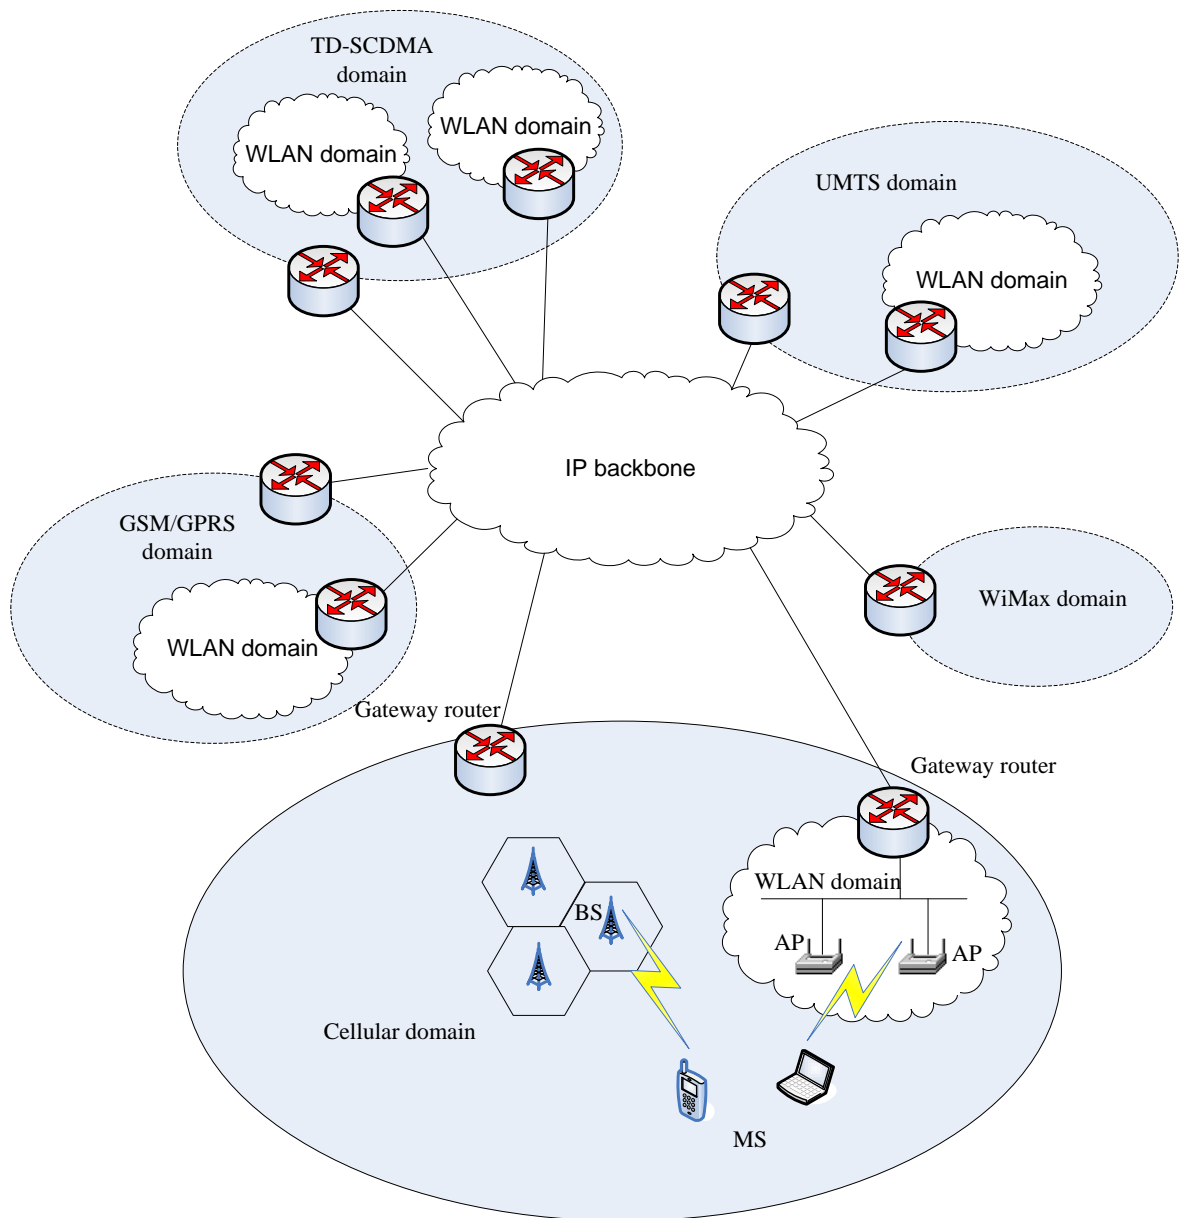 TD-SCDMA
domain
WLAN domain
WLAN domain
UMTS domain
WLAN domain
IP backbone
GSM/GPRS
domain
WLAN domain
WiMax domain
Gateway router
Gateway router
WLAN domain
BS
AP
AP
Cellular domain
MS